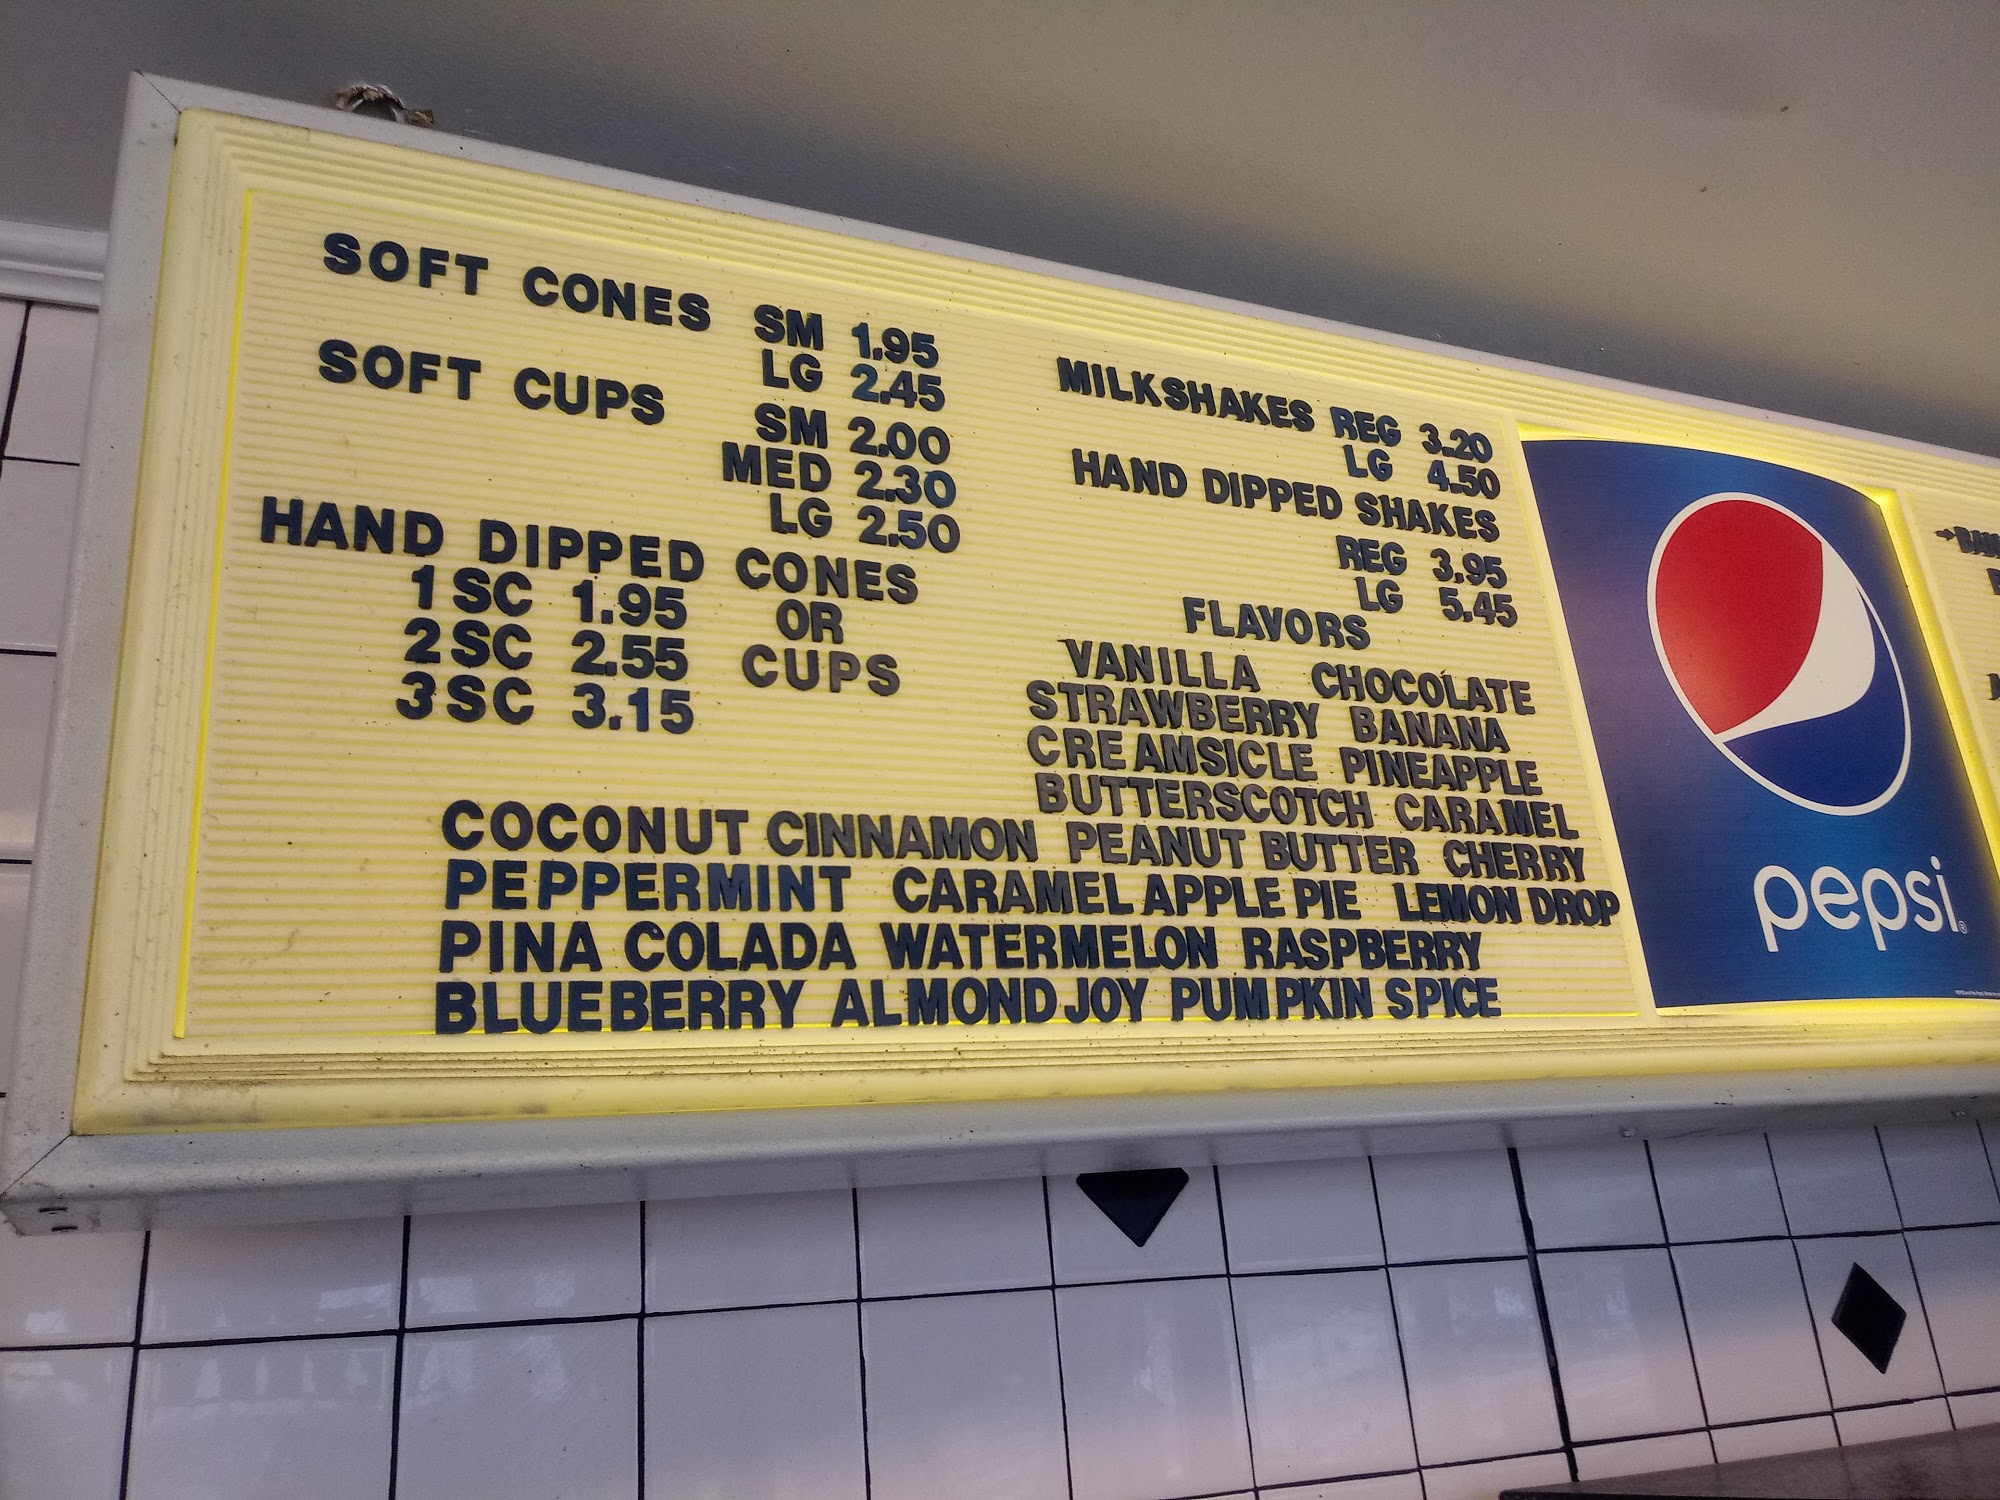 SOFT CONES SM 1.95
LG 2.45
SOFT CUPS SM 2.00
MED 2.30
LG 2.50
HAND DIPPED CONES
1 SC 1.95 OR
2 SC 2.55 CUPS
3 SC 3.15
MILKSHAKES REG 3.20
LG 4.50
HAND DIPPED SHAKES
REG 3.95
LG 5.45
FLAVORS
VANILLA CHOCOLATE
STRAWBERRY BANANA
CREAMSICLE PINEAPPLE
BUTTERSCOTCH CARAMEL
COCONUT CINNAMON PEANUT BUTTER CHERRY
PEPPERMINT CARAMEL APPLE PIE LEMON DROP
PINA COLADA WATERMELON RASPBERRY
BLUEBERRY ALMOND JOY PUMPKIN SPICE
pepsi